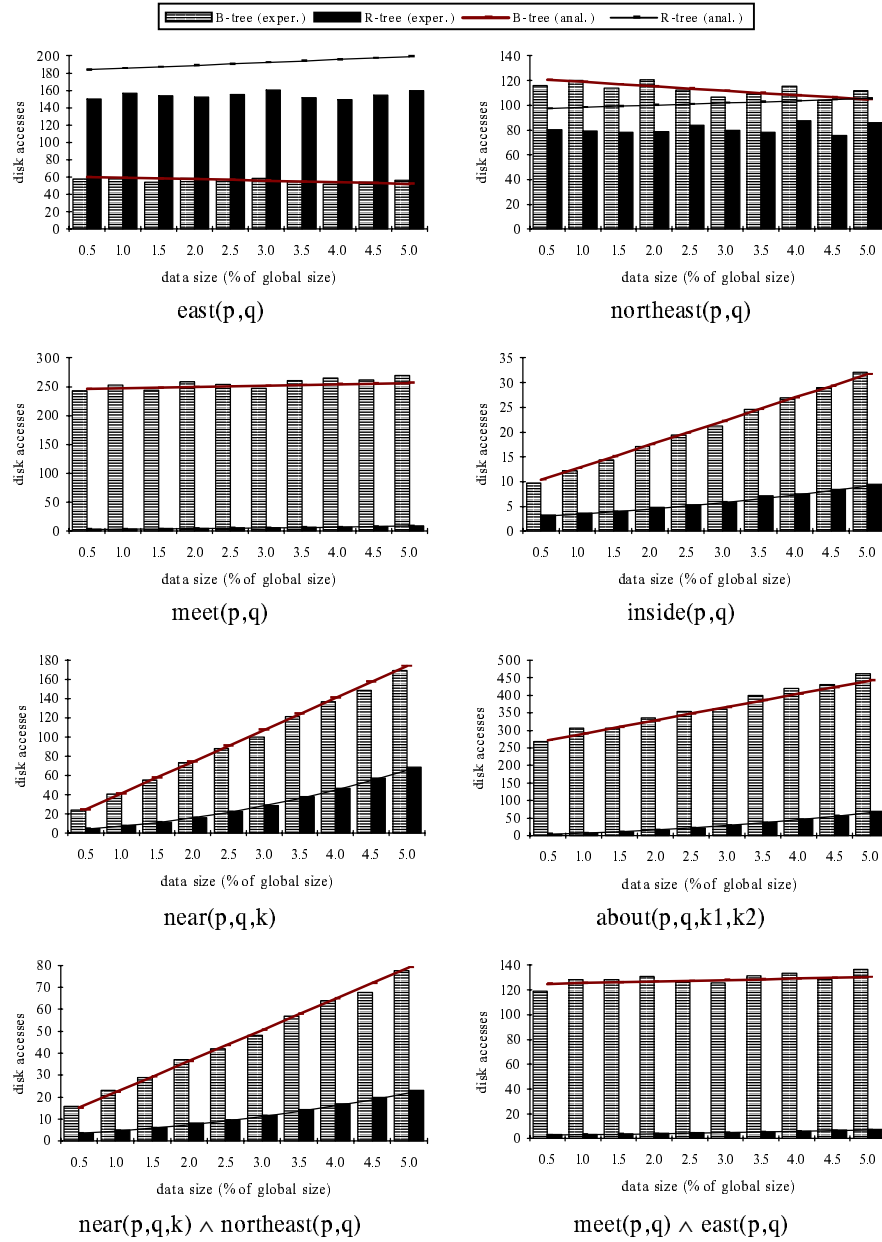 B-tree (exper.) R-tree (exper.) B-tree (anal.) R-tree (anal.)
disk accesses
200
180
160
140
120
100
80
60
40
20
0
0.5 1.0 1.5 2.0 2.5 3.0 3.5 4.0 4.5 5.0
data size (% of global size)
east(p,q)
disk accesses
140
120
100
80
60
40
20
0
0.5 1.0 1.5 2.0 2.5 3.0 3.5 4.0 4.5 5.0
data size (% of global size)
northeast(p,q)
disk accesses
300
250
200
150
100
50
0
0.5 1.0 1.5 2.0 2.5 3.0 3.5 4.0 4.5 5.0
data size (% of global size)
meet(p,q)
disk accesses
35
30
25
20
15
10
5
0
0.5 1.0 1.5 2.0 2.5 3.0 3.5 4.0 4.5 5.0
data size (% of global size)
inside(p,q)
disk accesses
180
160
140
120
100
80
60
40
20
0
0.5 1.0 1.5 2.0 2.5 3.0 3.5 4.0 4.5 5.0
data size (% of global size)
near(p,q,k)
disk accesses
500
450
400
350
300
250
200
150
100
50
0
0.5 1.0 1.5 2.0 2.5 3.0 3.5 4.0 4.5 5.0
data size (% of global size)
about(p,q,k1,k2)
disk accesses
80
70
60
50
40
30
20
10
0
0.5 1.0 1.5 2.0 2.5 3.0 3.5 4.0 4.5 5.0
data size (% of global size)
near(p,q,k) ∧ northeast(p,q)
disk accesses
140
120
100
80
60
40
20
0
0.5 1.0 1.5 2.0 2.5 3.0 3.5 4.0 4.5 5.0
data size (% of global size)
meet(p,q) ∧ east(p,q)